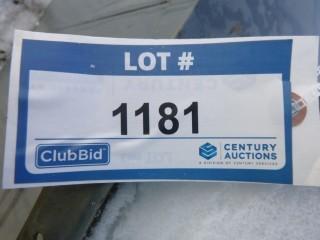 LOT #
1181
ClubBid
CENTURY
AUCTIONS
A DIVISION OF CENTURY SERVICES